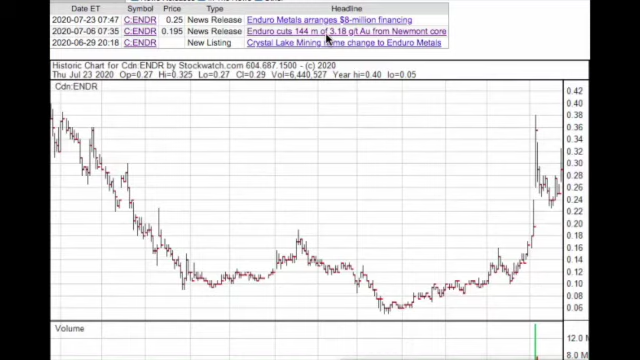 Date ET Symbol Price Type Headline
2020-07-23 07:47 C:ENDR 0.25 News Release Enduro Metals arranges $8-million financing
2020-07-06 07:35 C:ENDR 0.195 News Release Enduro cuts 144 m of 3.18 g/t Au from Newmont core
2020-06-29 20:18 C:ENDR New Listing Crystal Lake Mining name change to Enduro Metals
Historic Chart for Cdn:ENDR by Stockwatch.com 604.687.1500 - (c) 2020
Thu Jul 23 2020 Op=0.27 Hi=0.325 Lo=0.27 Cl=0.29 Vol=6,440,527 Year hi=0.40 lo=0.05
Cdn:ENDR
0.42
0.40
0.38
0.36
0.34
0.32
0.30
0.28
0.26
0.24
0.22
0.20
0.18
0.16
0.14
0.12
0.10
0.08
0.06
Volume
12.0
8.0 M